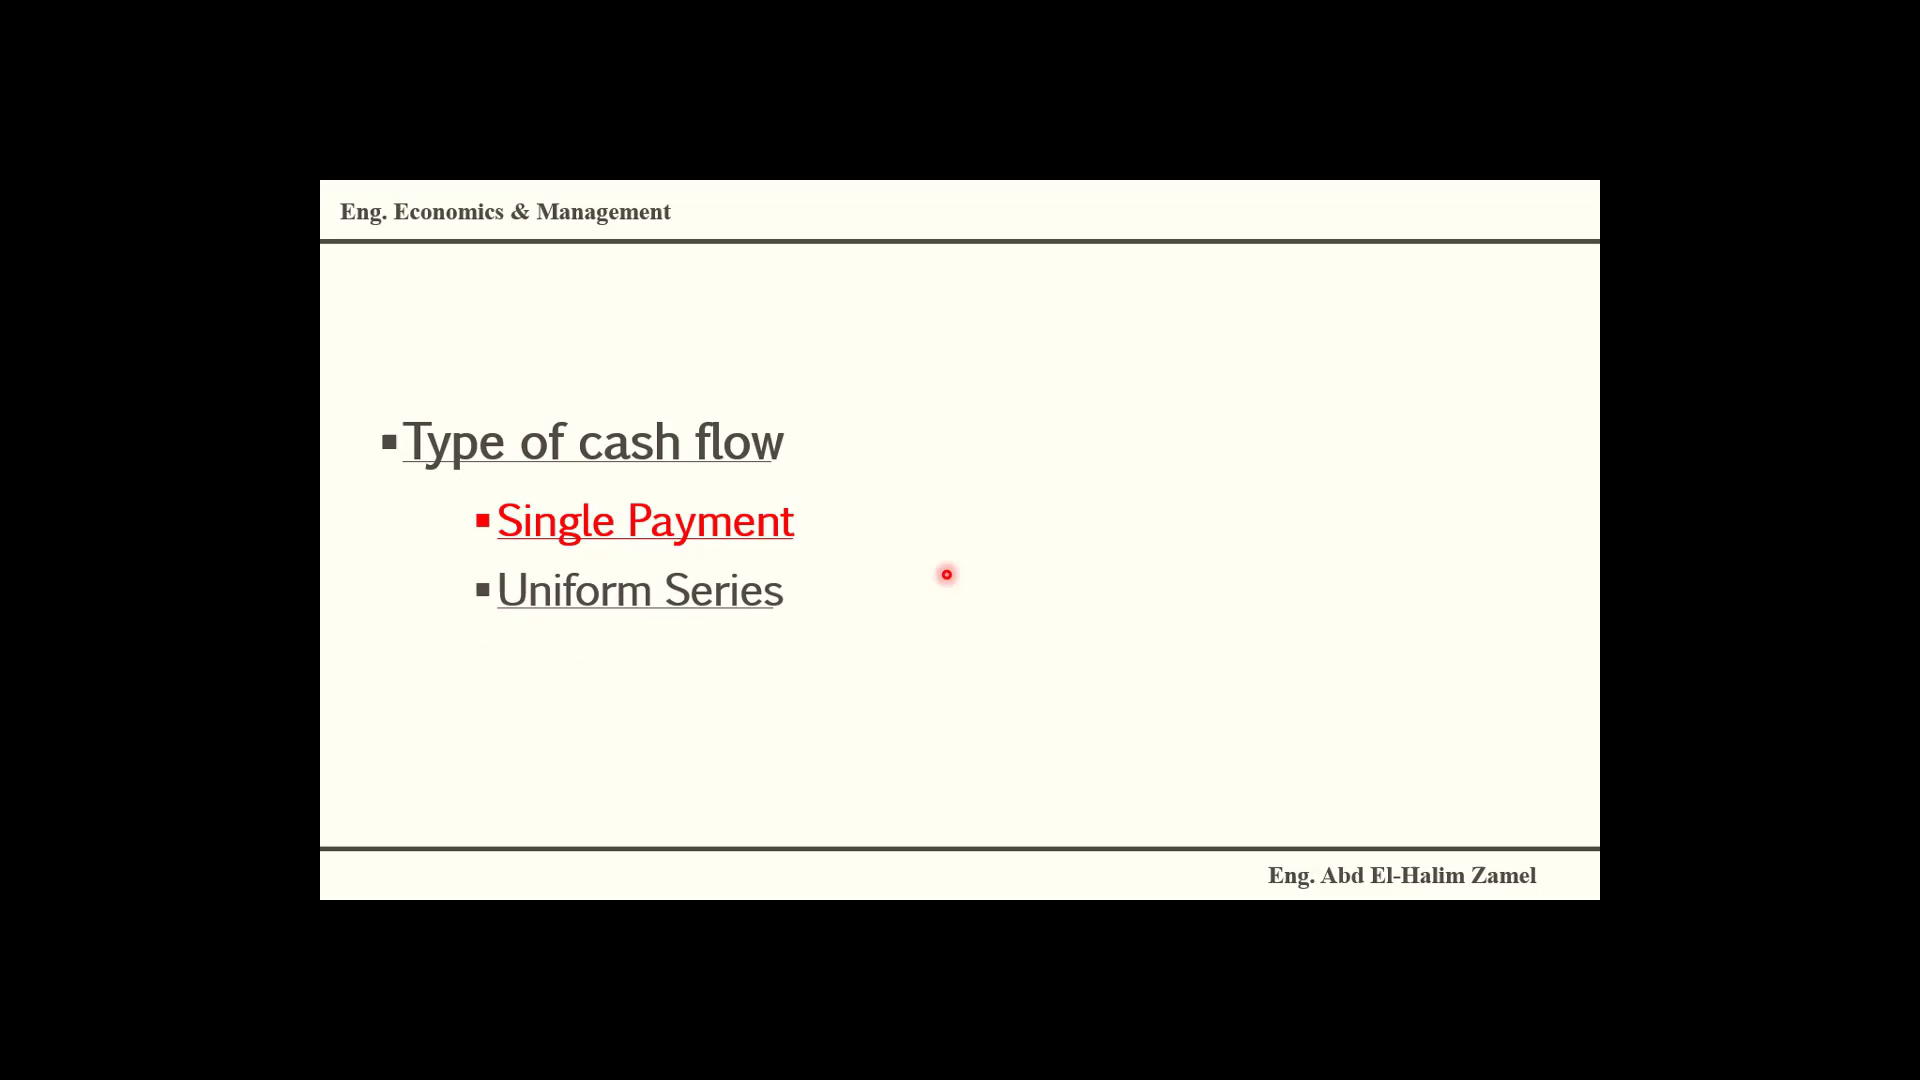 Eng. Economics & Management
▪Type of cash flow
▪Single Payment
▪Uniform Series
Eng. Abd El-Halim Zamel